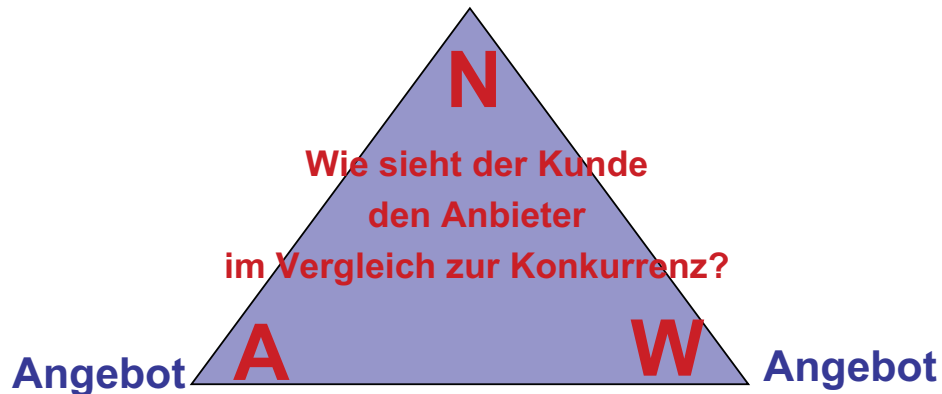 N
Wie sieht der Kunde
den Anbieter
im Vergleich zur Konkurrenz?
A
W
Angebot
Angebot